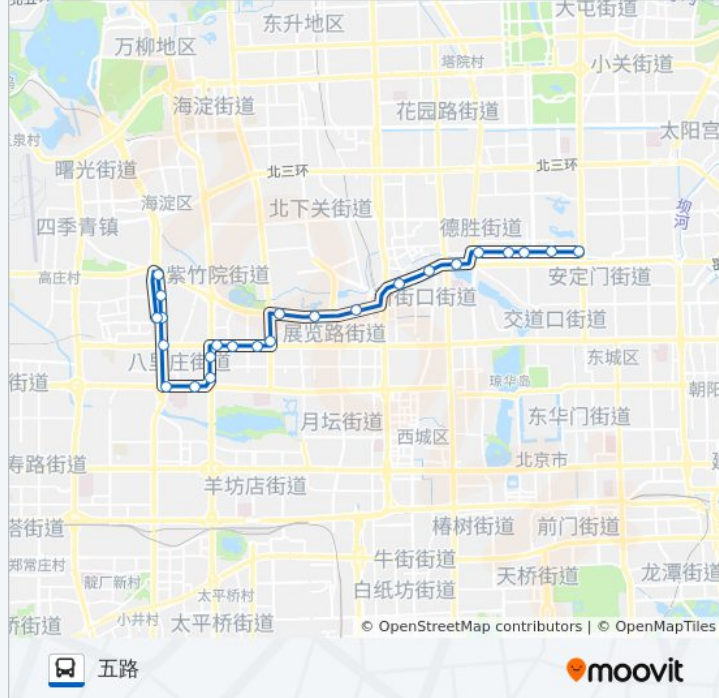 大屯街道
东升地区
万柳地区
塔院村
小关街道
海淀街道
花园路街道
太阳宫
泉村
曙光街道
北三环
北三环
海淀区
北下关街道
坝河
四季青镇
德胜街道
高庄村
紫竹院街道
安定门街道
街口街道
交道口街道
展览路街道
八里庄街道
东城区
街道
琼华岛
朝阳
月坛街道
东华门街道
西城区
寿路街道
北京市
羊坊店街道
塔街道
椿树街道
前门街道
郑常庄村
牛街街道
靛厂新村
天桥街道
龙潭街道
太平桥村
白纸坊街道
小井村
太平桥街道
桥街道
© OpenStreetMap contributors | © OpenMapTiles
五路
moovit